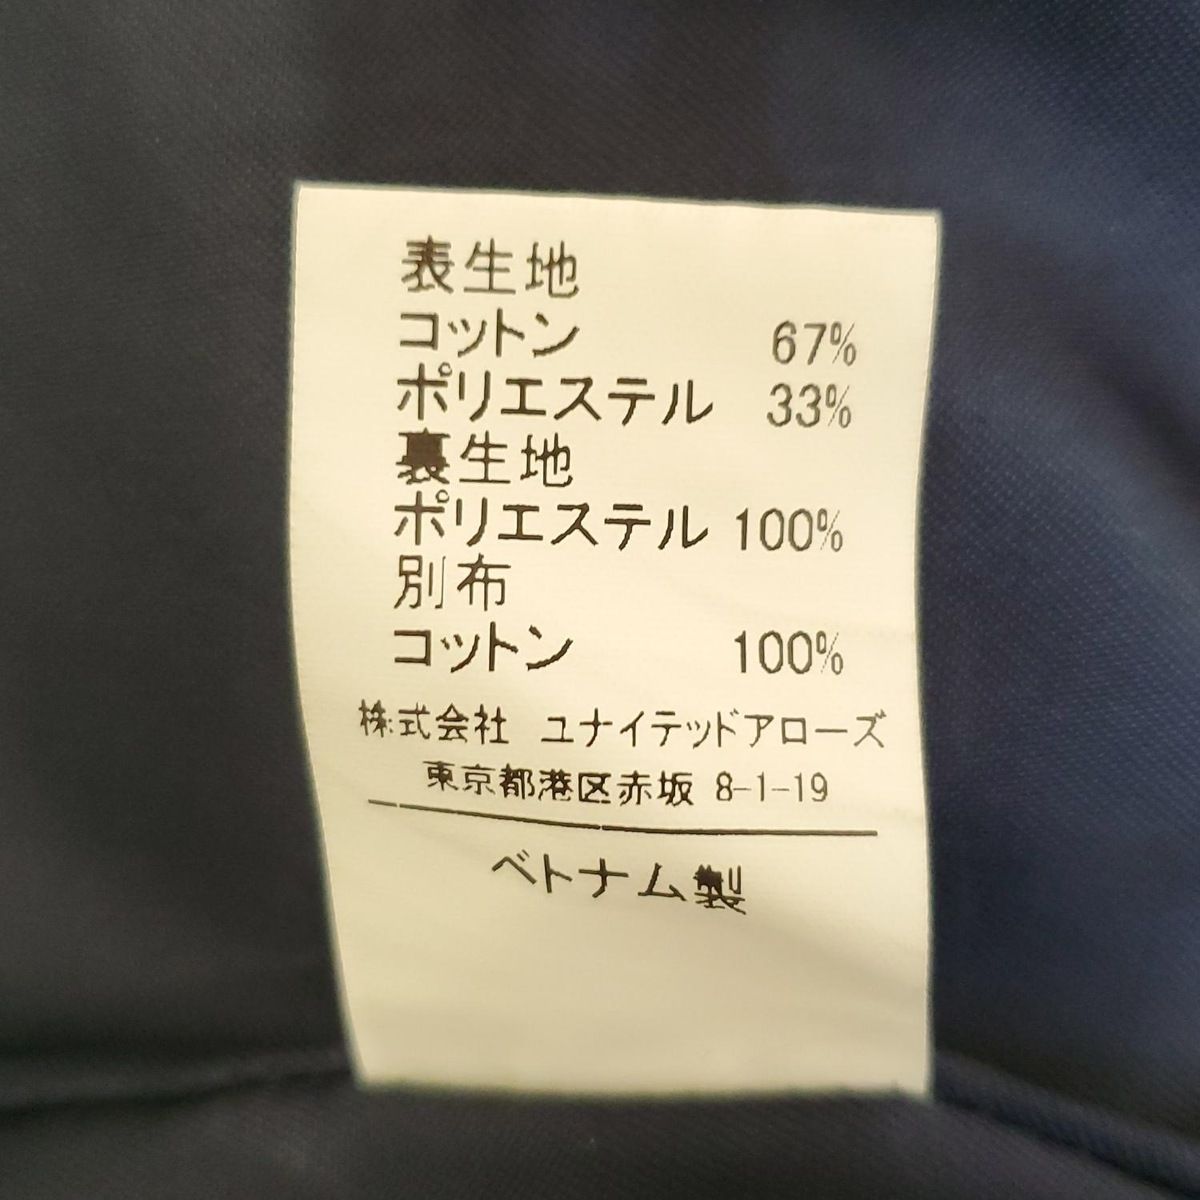 表生地
コットン 67%
ポリエステル 33%
裏生地
ポリエステル 100%
別布
コットン 100%
株式会社 ユナイテッドアローズ
東京都港区赤坂 8-1-19
ベトナム製